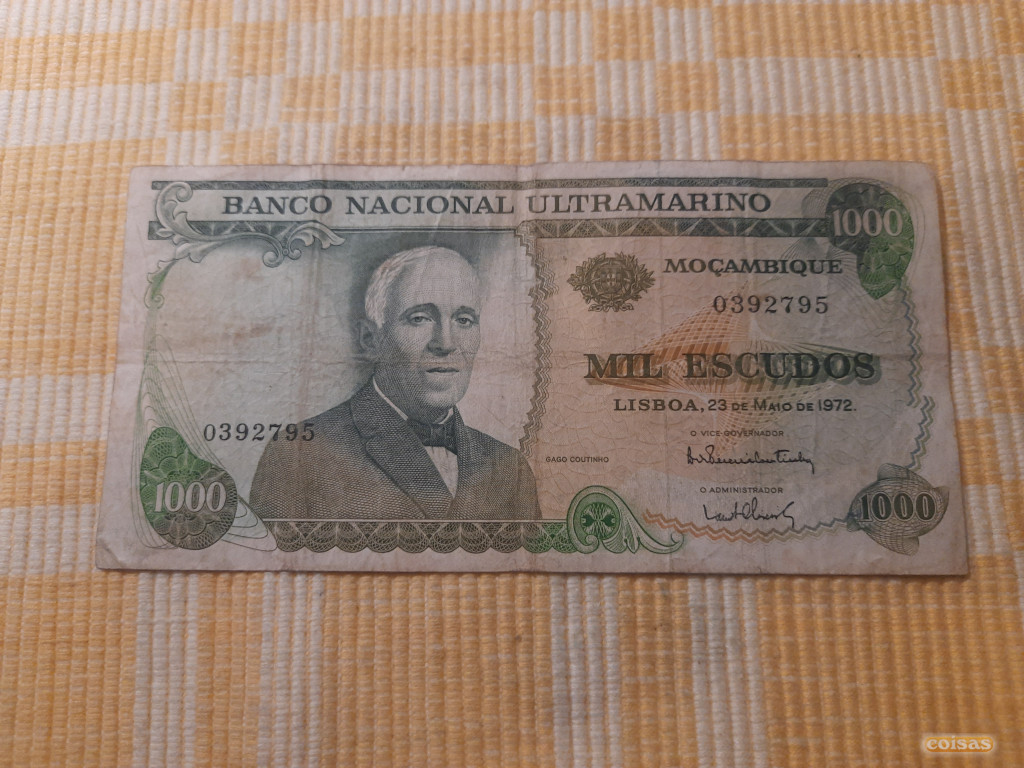 BANCO NACIONAL ULTRAMARINO
1000
MOÇAMBIQUE
0392795
MIL ESCUDOS
LISBOA, 23 DE MAIO DE 1972.
O VICE-GOVERNADOR
0392795
GAGO COUTINHO
O ADMINISTRADOR
1000
1000
coisas